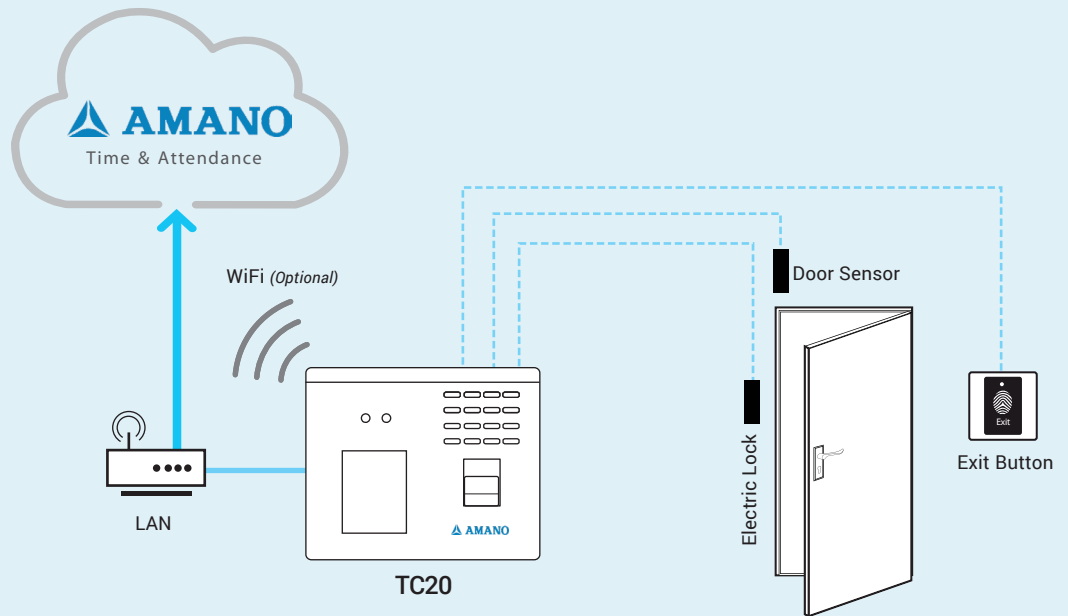 AMANO
Time & Attendance
WiFi (Optional)
Door Sensor
Electric Lock
Exit
Exit Button
LAN
AMANO
TC20